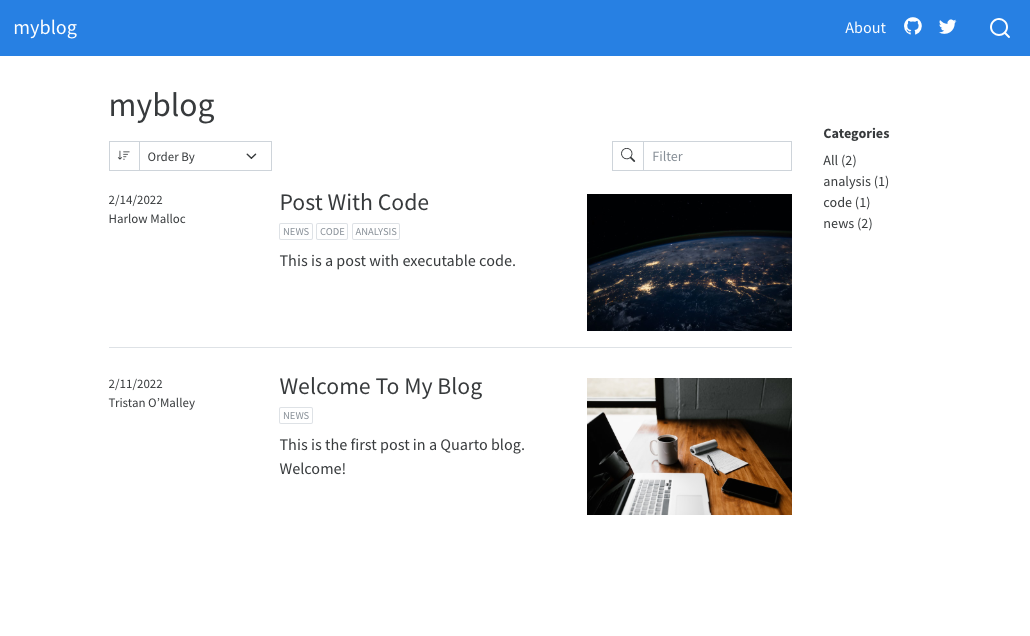 myblog
About
myblog
Order By
Filter
2/14/2022
Harlow Malloc
Post With Code
NEWS CODE ANALYSIS
This is a post with executable code.
2/11/2022
Tristan O’Malley
Welcome To My Blog
NEWS
This is the first post in a Quarto blog.
Welcome!
Categories
All (2)
analysis (1)
code (1)
news (2)